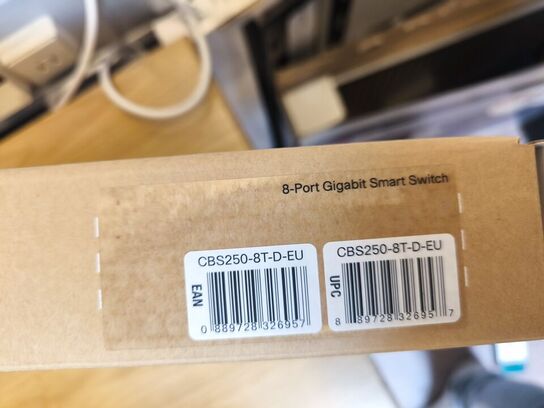 8-Port Gigabit Smart Switch
CBS250-8T-D-EU
EAN
0 889728 326957
CBS250-8T-D-EU
UPC
8 89728 32695 7